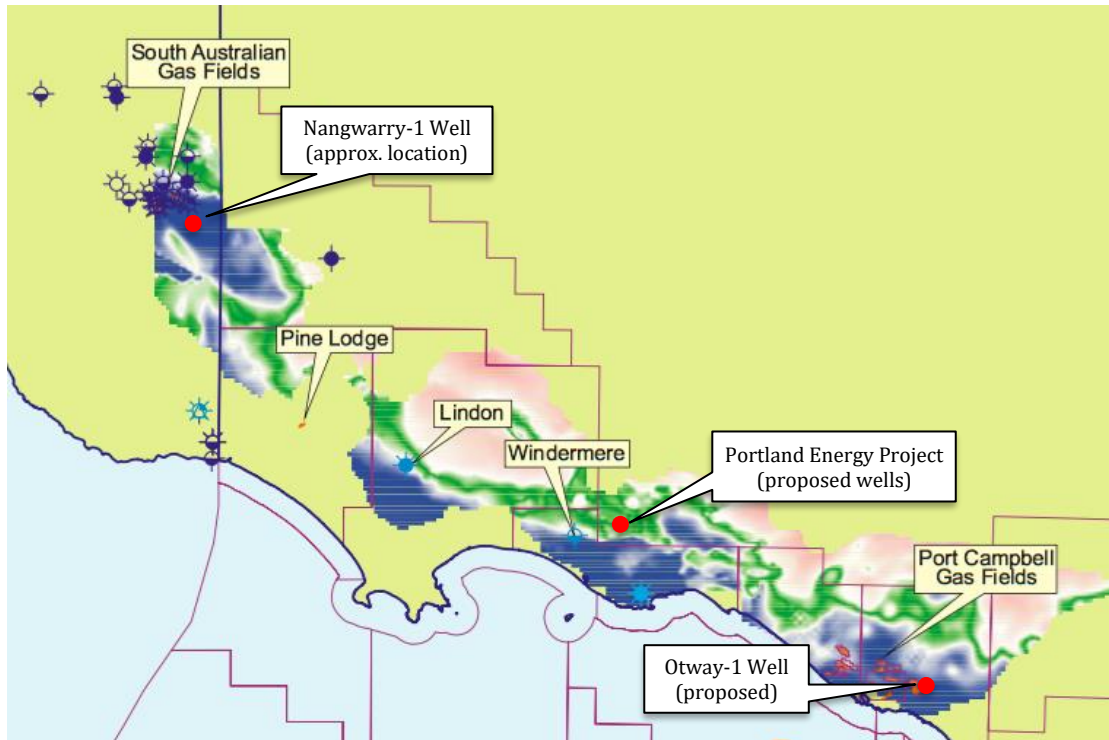 South Australian
Gas Fields
Nangwarry-1 Well
(approx. location)
Pine Lodge
Lindon
Windermere
Portland Energy Project
(proposed wells)
Port Campbell
Gas Fields
Otway-1 Well
(proposed)